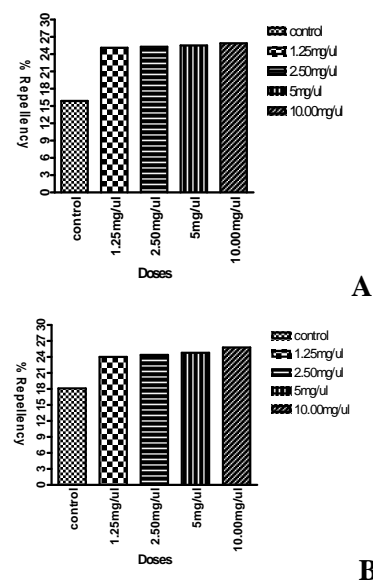 % Repellency
30
27
24
21
18
15
12
9
6
3
0
control
1.25mg/ul
2.50mg/ul
5mg/ul
10.00mg/ul
Doses
control
1.25mg/ul
2.50mg/ul
5mg/ul
10.00mg/ul
A
% Repellency
30
27
24
21
18
15
12
9
6
3
0
control
1.25mg/ul
2.50mg/ul
5mg/ul
10.00mg/ul
Doses
control
1.25mg/ul
2.50mg/ul
5mg/ul
10.00mg/ul
B